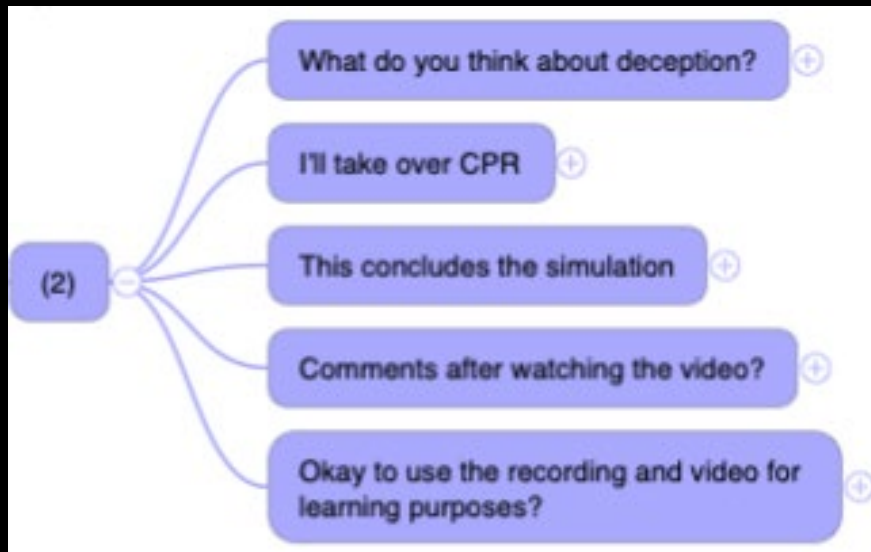 What do you think about deception?
I'll take over CPR
(2)
This concludes the simulation
Comments after watching the video?
Okay to use the recording and video for
learning purposes?